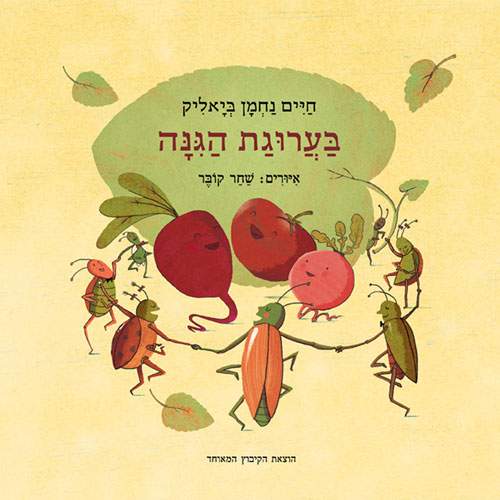 חַיִּים נַחְמָן בְּיָאלִיק
בַּעֲרוּגַת הַגִּנָּה
אִיּוּרִים: שַׁחַר קוֹבֶּר
הוצאת הקיבוץ המאוחד